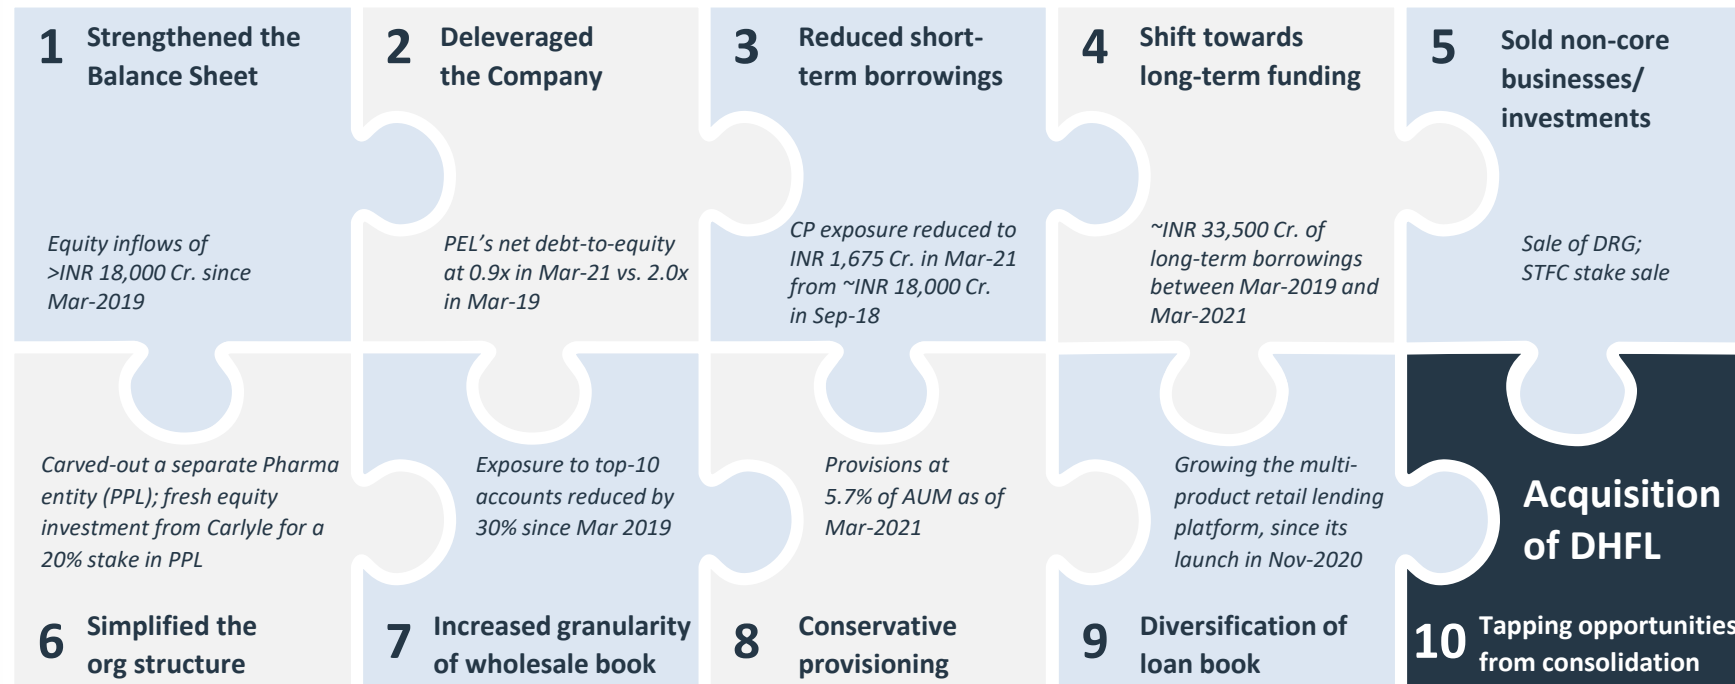 1
Strengthened the
Balance Sheet
Equity inflows of
>INR 18,000 Cr. since
Mar-2019
2
Deleveraged
the Company
PEL's net debt-to-equity
at 0.9x in Mar-21 vs. 2.0x
in Mar-19
3
Reduced short-
term borrowings
CP exposure reduced to
INR 1,675 Cr. in Mar-21
from ~INR 18,000 Cr.
in Sep-18
4
Shift towards
long-term funding
~INR 33,500 Cr. of
long-term borrowings
between Mar-2019 and
Mar-2021
5
Sold non-core
businesses/
investments
Sale of DRG;
STFC stake sale
Carved-out a separate Pharma
entity (PPL); fresh equity
investment from Carlyle for a
20% stake in PPL
6
Simplified the
org structure
Exposure to top-10
accounts reduced by
30% since Mar 2019
7
Increased granularity
of wholesale book
Provisions at
5.7% of AUM as of
Mar-2021
8
Conservative
provisioning
Growing the multi-
product retail lending
platform, since its
launch in Nov-2020
9
Diversification of
loan book
Acquisition
of DHFL
10
Tapping opportunities
from consolidation